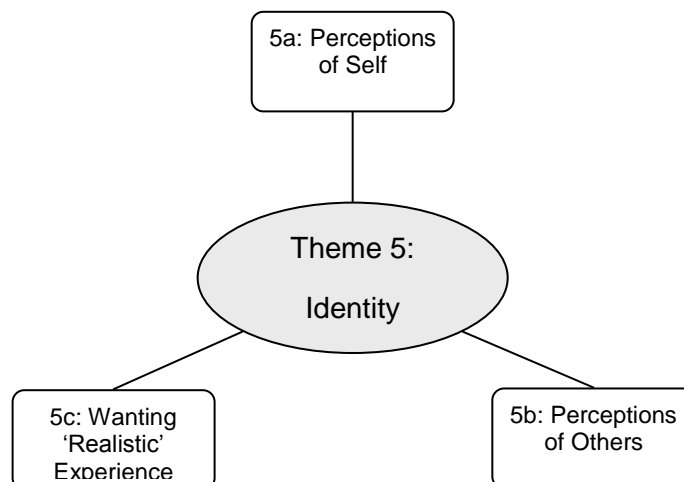 5a: Perceptions
of Self
Theme 5:
Identity
5c: Wanting
‘Realistic’
Experience
5b: Perceptions
of Others